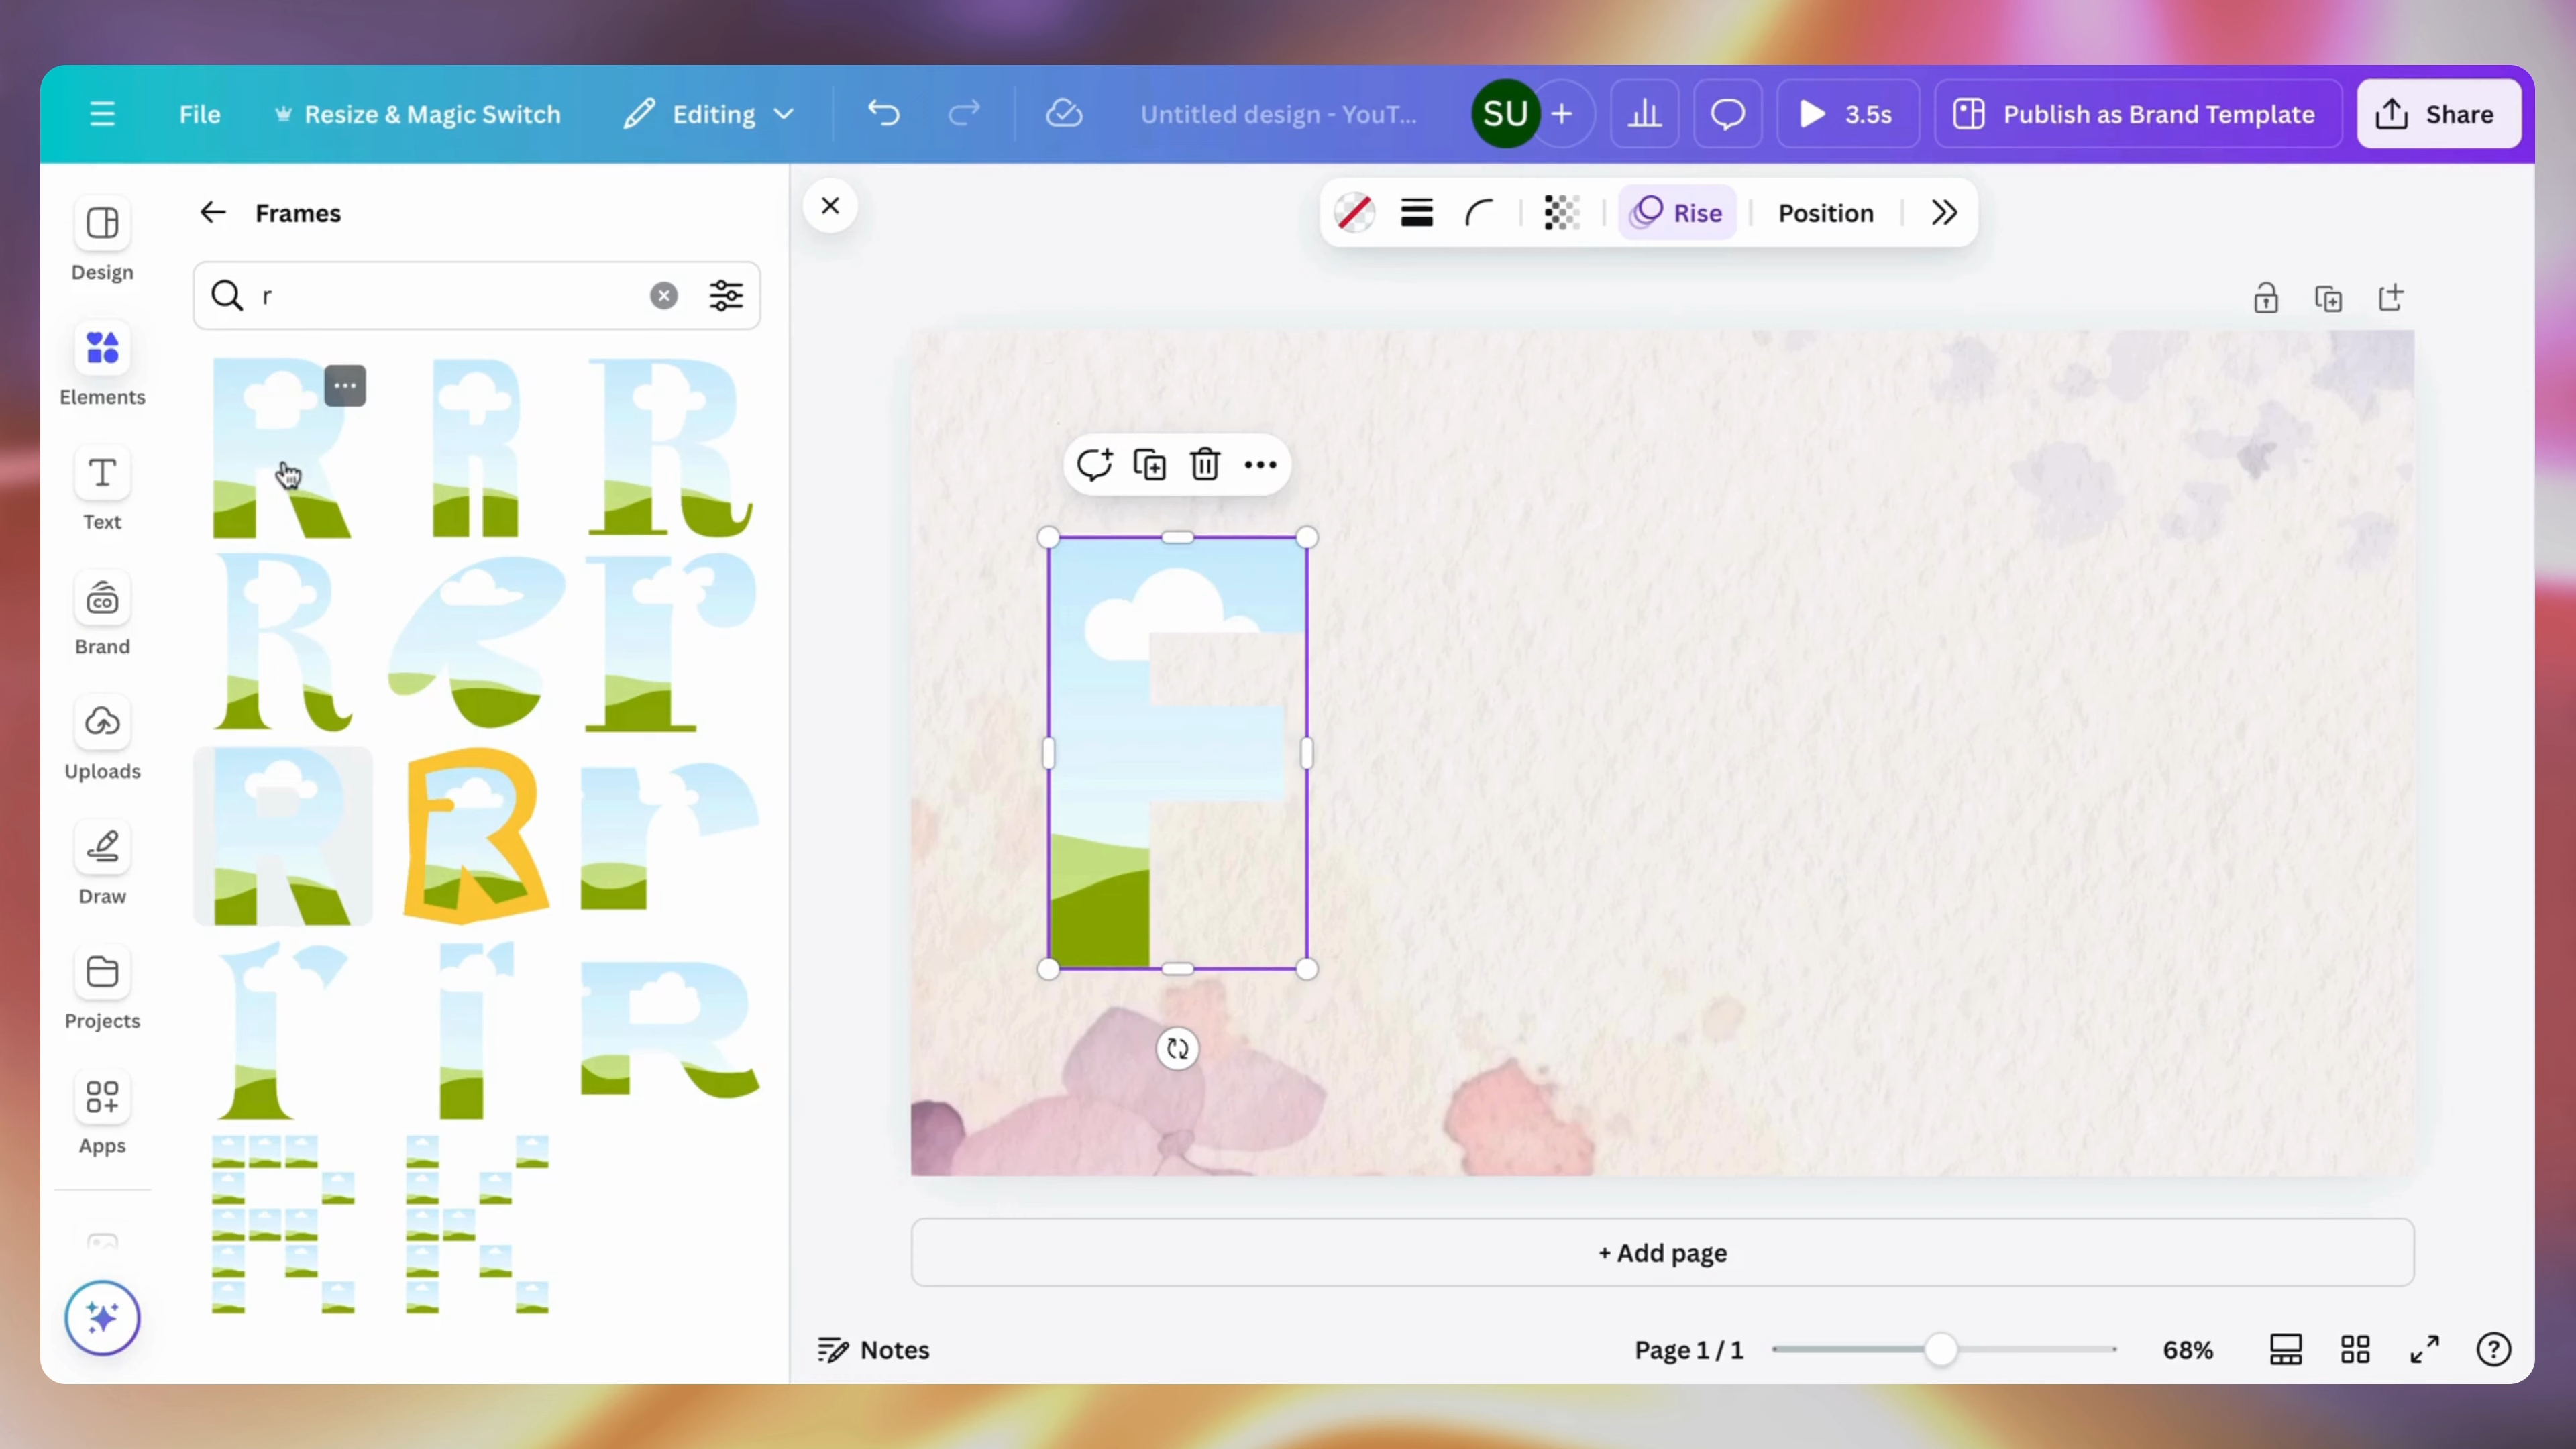 File
Resize & Magic Switch
Editing
Untitled design - YouT...
SU
3.5s
Publish as Brand Template
Share
Design
Elements
Text
Brand
Uploads
Draw
Projects
Apps
Frames
r
Rise
Position
+ Add page
Notes
Page 1 / 1
68%